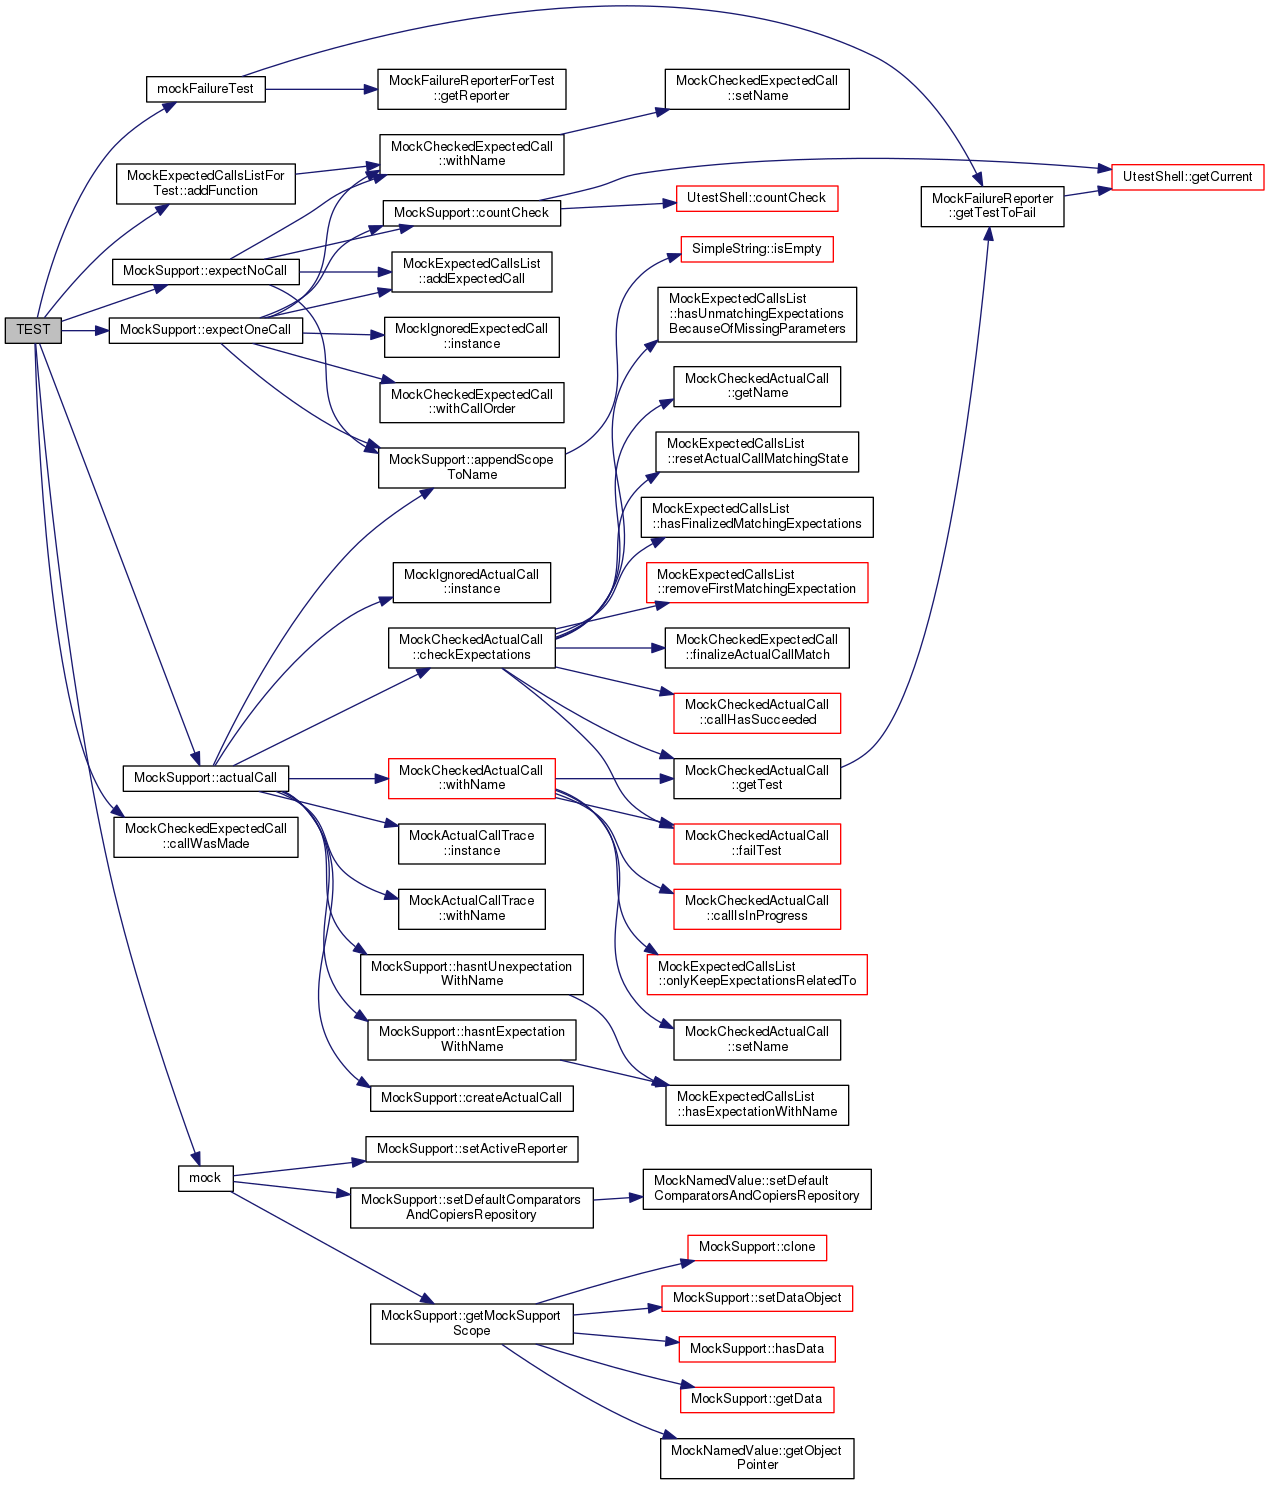 TEST
mockFailureTest
MockExpectedCallsListFor
Test::addFunction
MockSupport::expectNoCall
MockSupport::expectOneCall
MockSupport::actualCall
MockCheckedExpectedCall
::callWasMade
mock
MockFailureReporterForTest
::getReporter
MockCheckedExpectedCall
::withName
MockSupport::countCheck
MockExpectedCallsList
::addExpectedCall
MockIgnoredExpectedCall
::instance
MockCheckedExpectedCall
::withCallOrder
MockSupport::appendScope
ToName
MockIgnoredActualCall
::instance
MockCheckedActualCall
::checkExpectations
MockCheckedActualCall
::withName
MockActualCallTrace
::instance
MockActualCallTrace
::withName
MockSupport::hasntUnexpectation
WithName
MockSupport::hasntExpectation
WithName
MockSupport::createActualCall
MockSupport::setActiveReporter
MockSupport::setDefaultComparators
AndCopiersRepository
MockSupport::getMockSupport
Scope
MockCheckedExpectedCall
::setName
UtestShell::countCheck
SimpleString::isEmpty
MockExpectedCallsList
::hasUnmatchingExpectations
BecauseOfMissingParameters
MockCheckedActualCall
::getName
MockExpectedCallsList
::resetActualCallMatchingState
MockExpectedCallsList
::hasFinalizedMatchingExpectations
MockExpectedCallsList
::removeFirstMatchingExpectation
MockCheckedExpectedCall
::finalizeActualCallMatch
MockCheckedActualCall
::callHasSucceeded
MockCheckedActualCall
::getTest
MockCheckedActualCall
::failTest
MockCheckedActualCall
::callIsInProgress
MockExpectedCallsList
::onlyKeepExpectationsRelatedTo
MockCheckedActualCall
::setName
MockExpectedCallsList
::hasExpectationWithName
MockNamedValue::setDefault
ComparatorsAndCopiersRepository
MockSupport::clone
MockSupport::setDataObject
MockSupport::hasData
MockSupport::getData
MockNamedValue::getObject
Pointer
MockFailureReporter
::getTestToFail
UtestShell::getCurrent